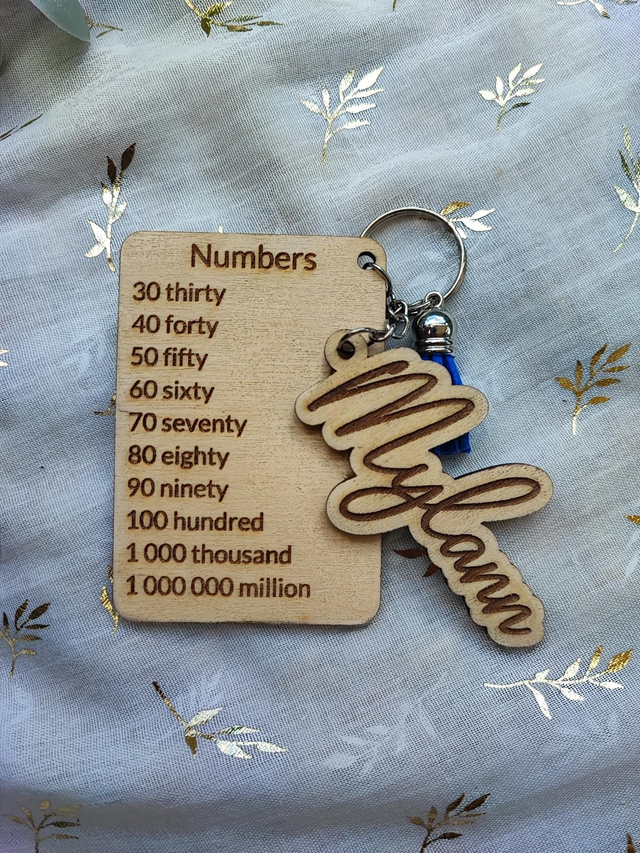 Numbers
30 thirty
40 forty
50 fifty
60 sixty
70 seventy
80 eighty
90 ninety
100 hundred
1 000 thousand
1 000 000 million
Mylann